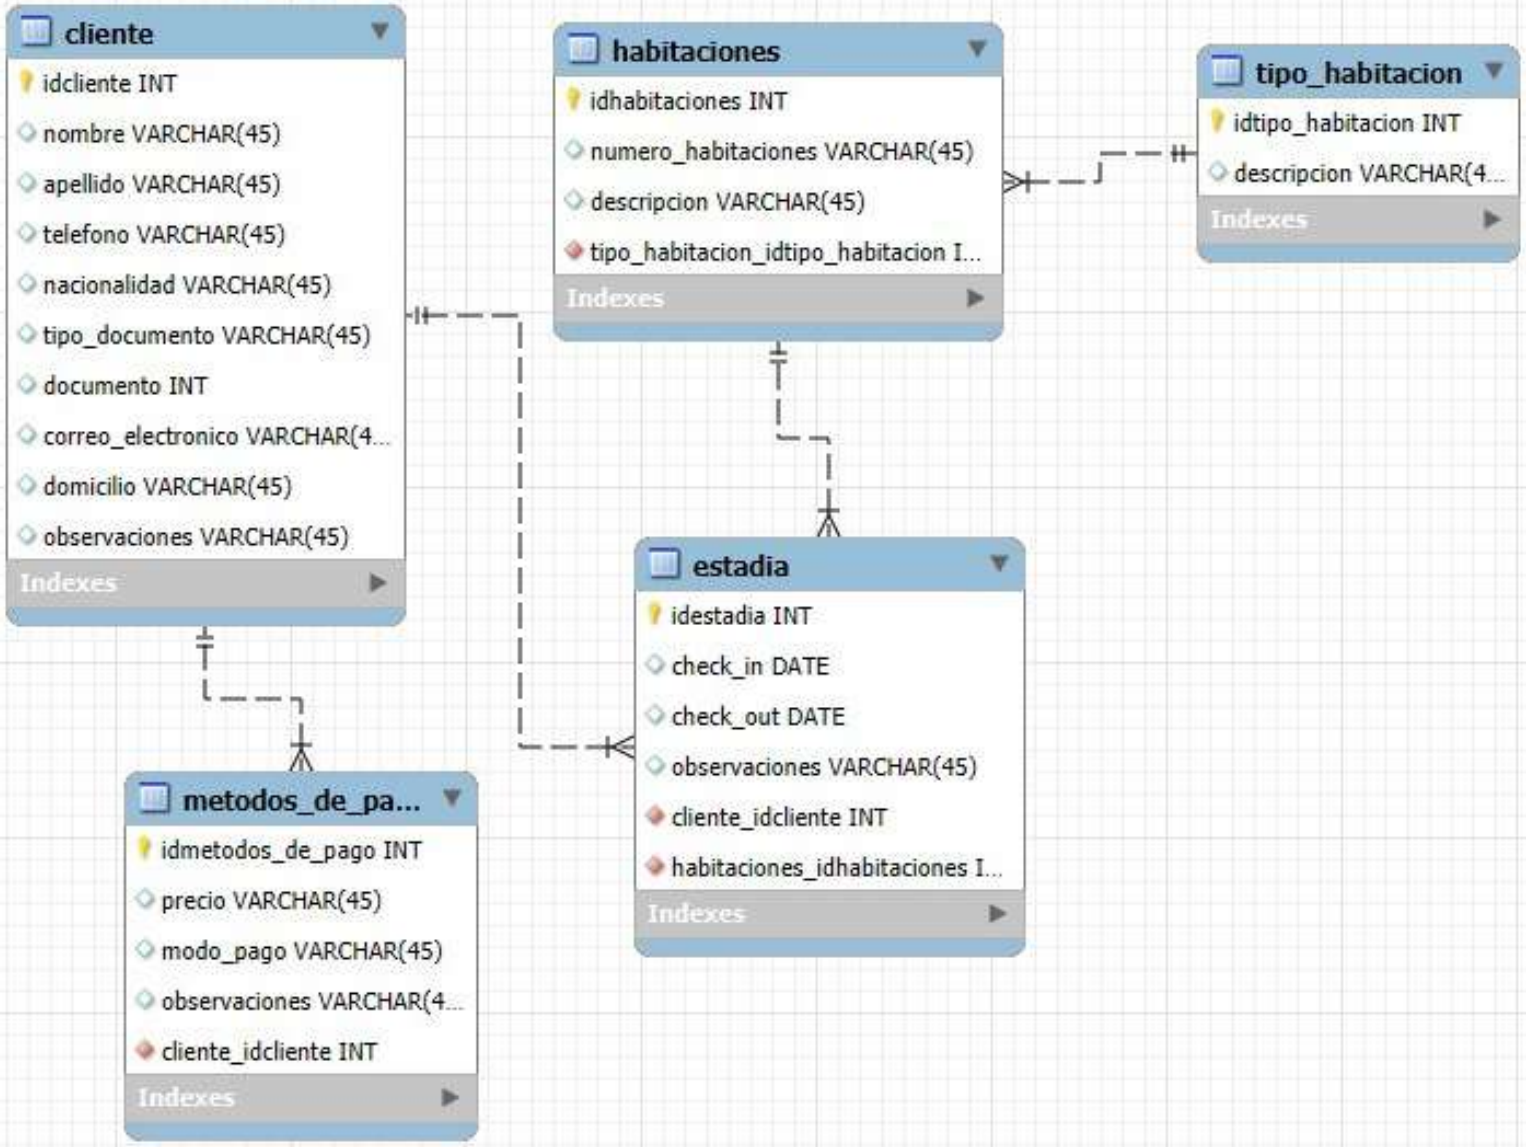 cliente
idcliente INT
nombre VARCHAR(45)
apellido VARCHAR(45)
telefono VARCHAR(45)
nacionalidad VARCHAR(45)
tipo_documento VARCHAR(45)
documento INT
correo_electronico VARCHAR(4...
domicilio VARCHAR(45)
observaciones VARCHAR(45)
Indexes
habitaciones
idhabitaciones INT
numero_habitaciones VARCHAR(45)
descripcion VARCHAR(45)
tipo_habitacion_idtipo_habitacion I...
Indexes
tipo_habitacion
idtipo_habitacion INT
descripcion VARCHAR(4...
Indexes
estadia
idestadia INT
check_in DATE
check_out DATE
observaciones VARCHAR(45)
cliente_idcliente INT
habitaciones_idhabitaciones I...
Indexes
metodos_de_pa...
idmetodos_de_pago INT
precio VARCHAR(45)
modo_pago VARCHAR(45)
observaciones VARCHAR(4...
cliente_idcliente INT
Indexes